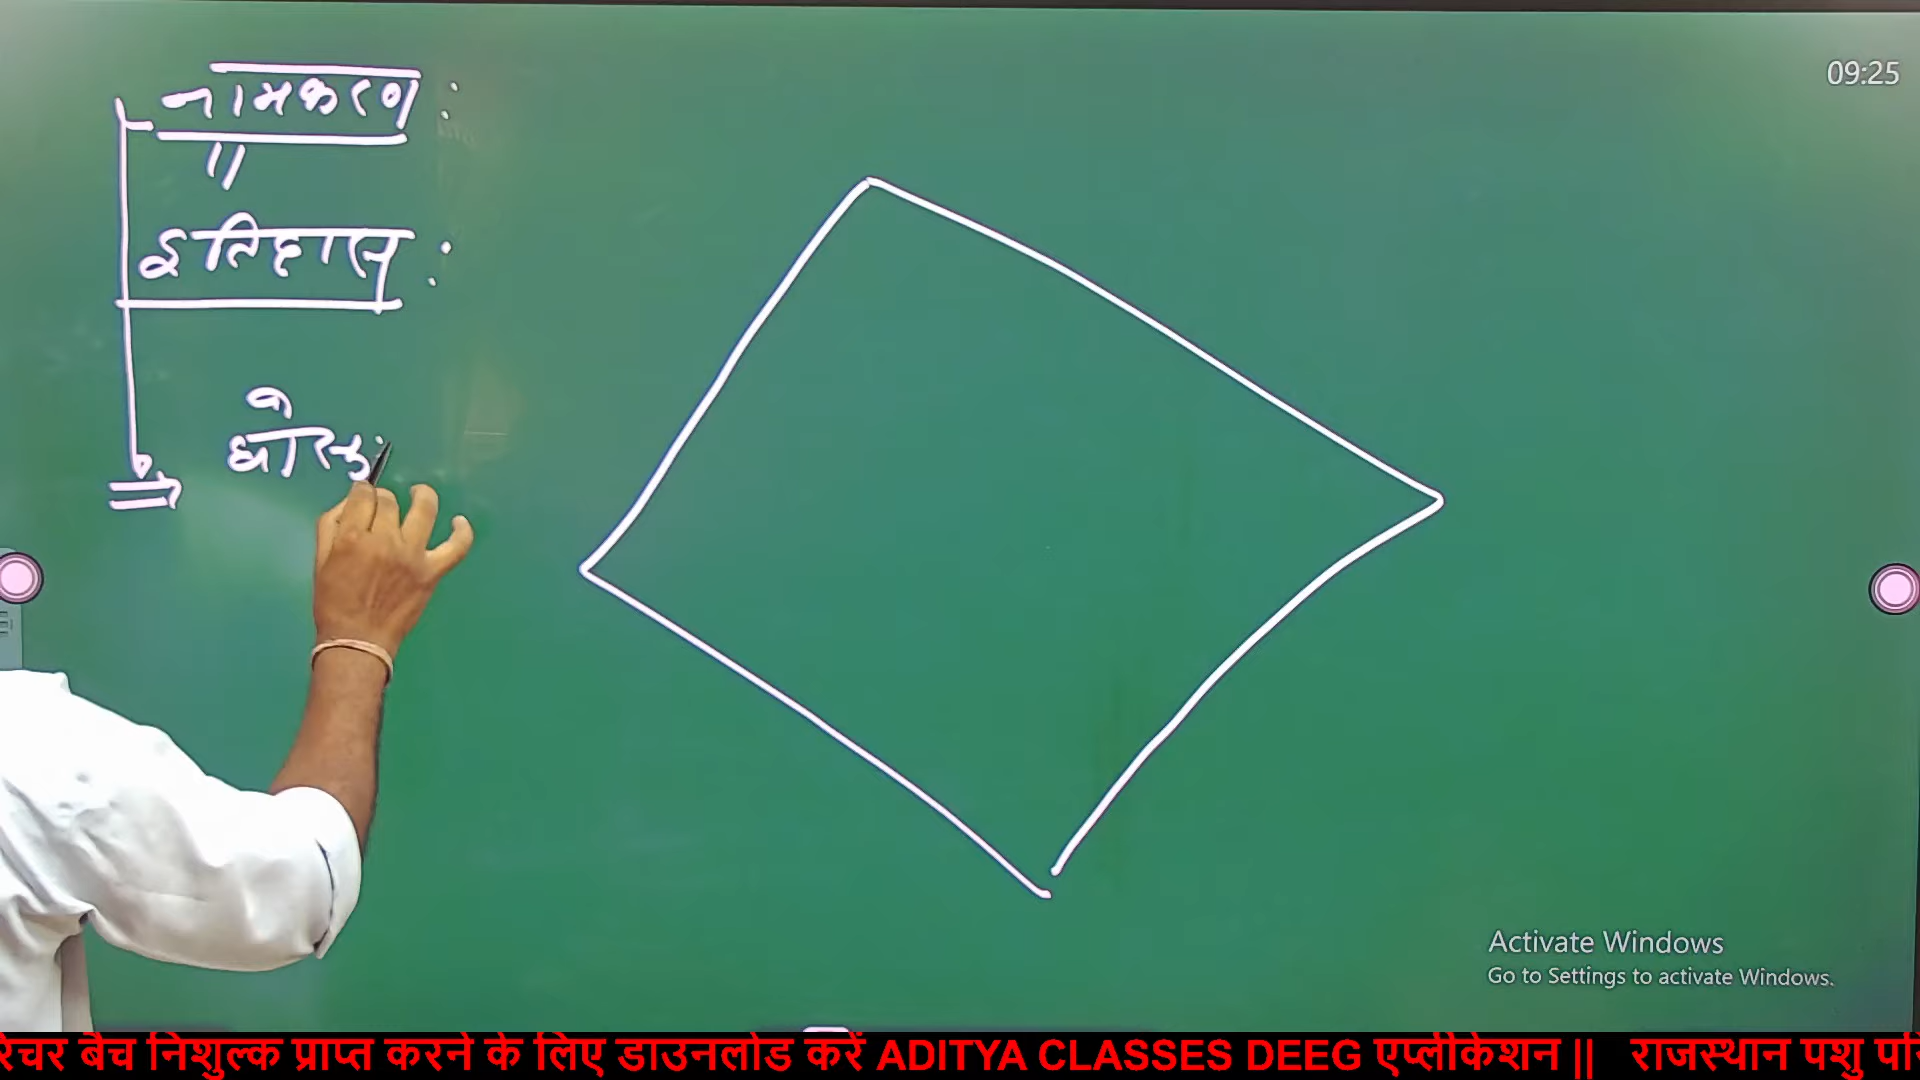 नामकरण :
इतिहास :
व
09:25
Activate Windows
Go to Settings to activate Windows.
रेचर बैच निशुल्क प्राप्त करने के लिए डाउनलोड करें ADITYA CLASSES DEEG एप्लीकेशन || राजस्थान पशु परि